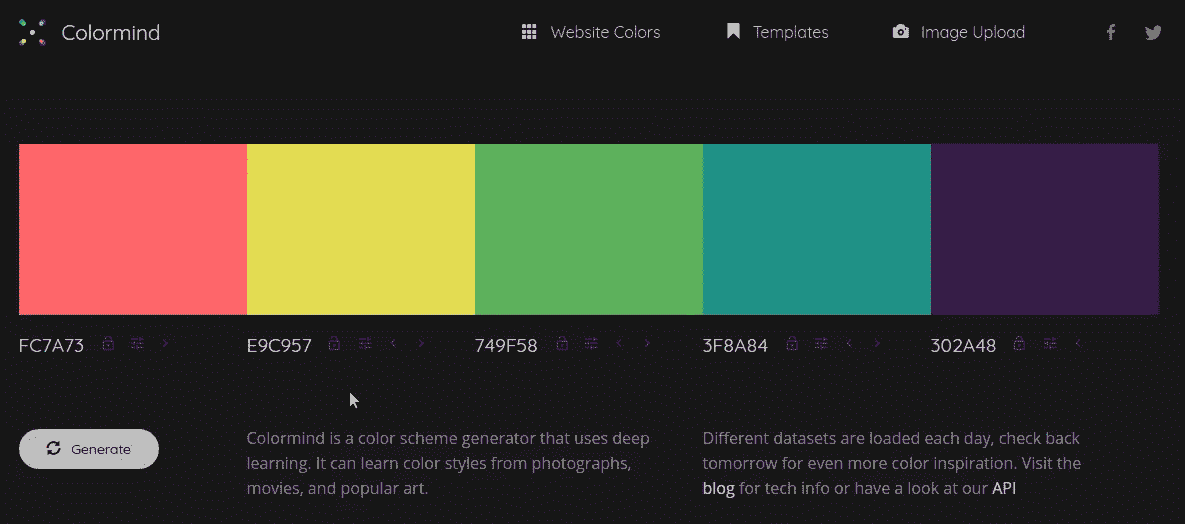 Colormind
Website Colors
Templates
Image Upload
FC7A73
E9C957
749F58
3F8A84
302A48
Generate
Colormind is a color scheme generator that uses deep
learning. It can learn color styles from photographs,
movies, and popular art.
Different datasets are loaded each day, check back
tomorrow for even more color inspiration. Visit the
blog for tech info or have a look at our API